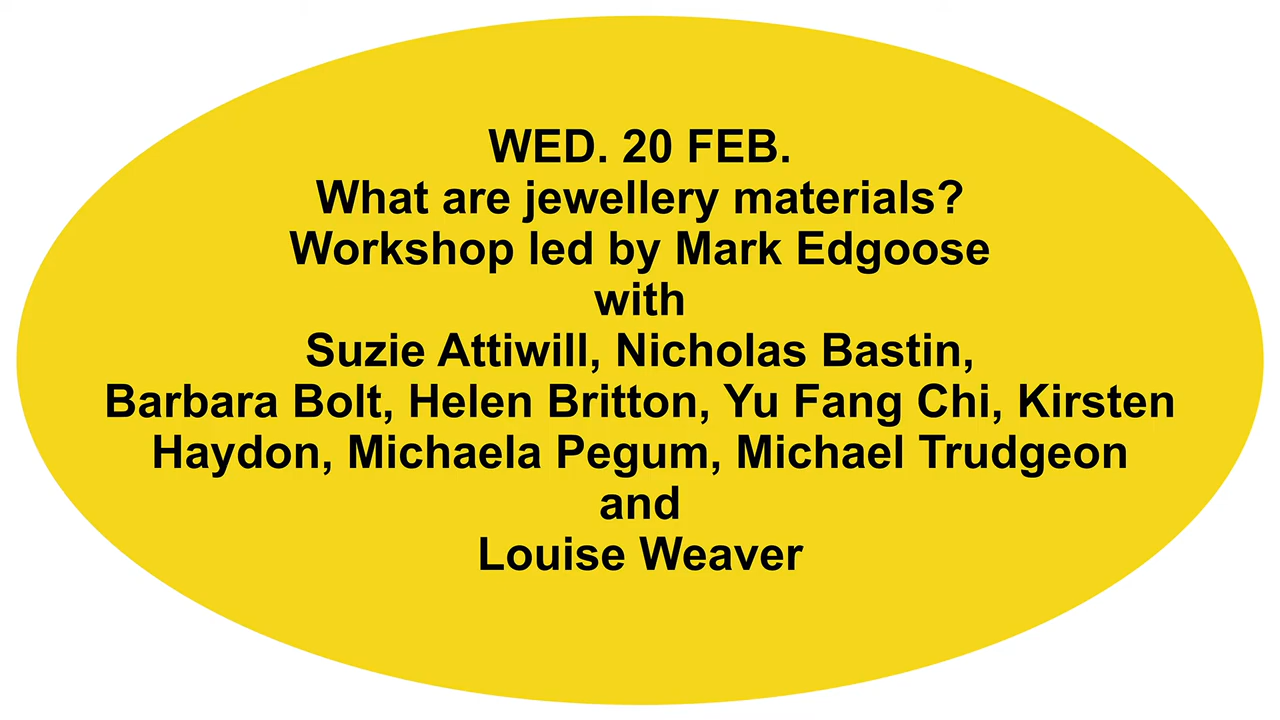 WED. 20 FEB.
What are jewellery materials?
Workshop led by Mark Edgoose
with
Suzie Attiwill, Nicholas Bastin,
Barbara Bolt, Helen Britton, Yu Fang Chi, Kirsten
Haydon, Michaela Pegum, Michael Trudgeon
and
Louise Weaver